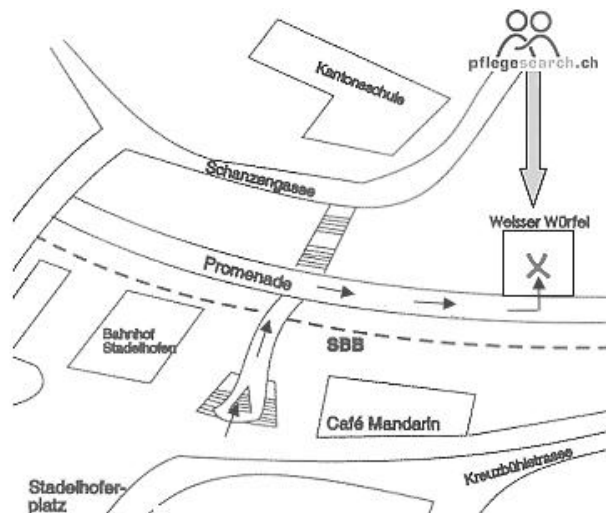 pflegesearch.ch
Kantonsschule
Schanzengasse
Weisser Würfel
Promenade
Bahnhof
Stadelhofen
SBB
Café Mandarin
Kreuzbühlstrasse
Stadelhofer-
platz